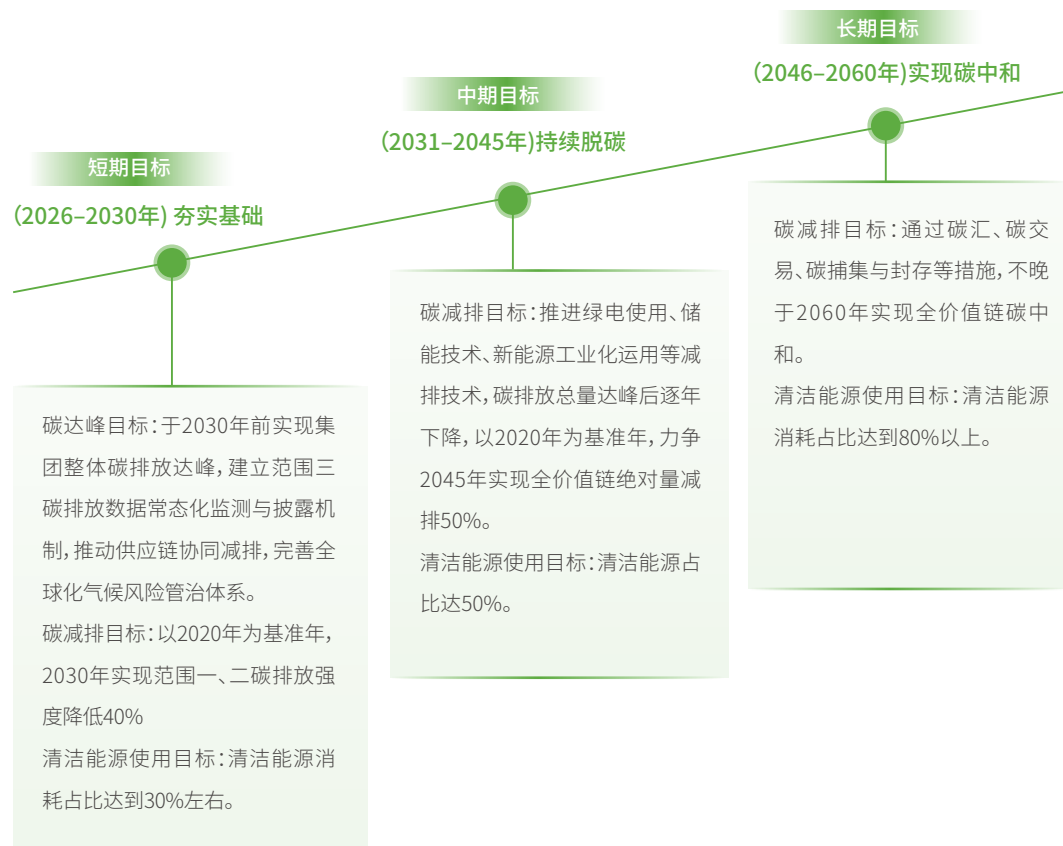 短期目标
(2026–2030年) 夯实基础
碳达峰目标：于2030年前实现集
团整体碳排放达峰，建立范围三
碳排放数据常态化监测与披露机
制，推动供应链协同减排，完善全
球化气候风险管治体系。
碳减排目标：以2020年为基准年，
2030年实现范围一、二碳排放强
度降低40%
清洁能源使用目标：清洁能源消
耗占比达到30%左右。
中期目标
(2031–2045年)持续脱碳
碳减排目标：推进绿电使用、储
能技术、新能源工业化运用等减
排技术，碳排放总量达峰后逐年
下降，以2020年为基准年，力争
2045年实现全价值链绝对量减
排50%。
清洁能源使用目标：清洁能源占
比达50%。
长期目标
(2046–2060年)实现碳中和
碳减排目标：通过碳汇、碳交
易、碳捕集与封存等措施，不晚
于2060年实现全价值链碳中
和。
清洁能源使用目标：清洁能源
消耗占比达到80%以上。